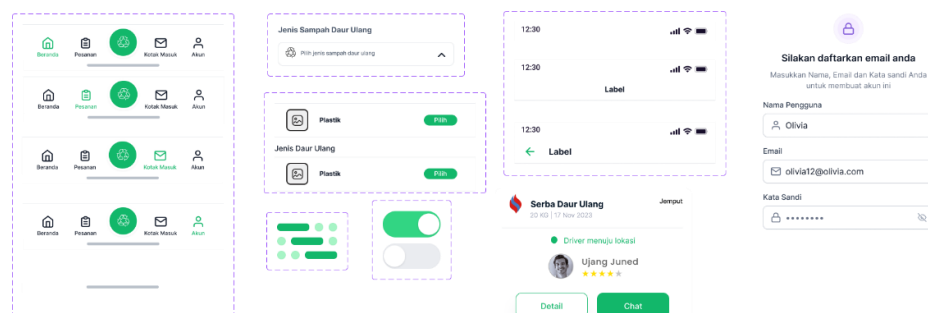 Beranda
Pesanan
Kotak Masuk
Akun
Beranda
Pesanan
Kotak Masuk
Akun
Beranda
Pesanan
Kotak Masuk
Akun
Beranda
Pesanan
Kotak Masuk
Akun
Jenis Sampah Daur Ulang
Pilih jenis sampah daur ulang
Plastik
Pilih
Jenis Daur Ulang
Plastik
Pilih
12:30
12:30
Label
12:30
Label
Serba Daur Ulang
Jemput
20 KG | 17 Nov 2023
Driver menuju lokasi
Ujang Juned
Detail
Chat
Silakan daftarkan email anda
Masukkan Nama, Email dan Kata sandi Anda
untuk membuat akun ini
Nama Pengguna
Olivia
Email
olivia12@olivia.com
Kata Sandi